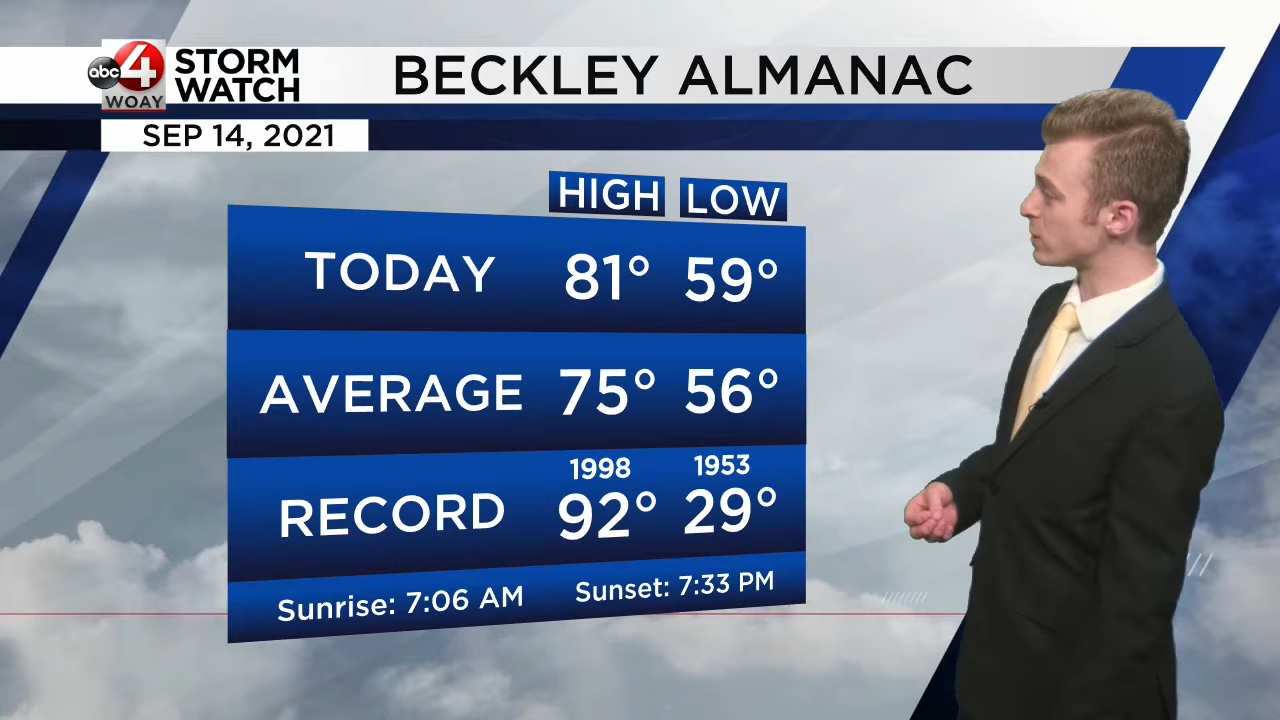 abc 4
WOAY
STORM
WATCH
BECKLEY ALMANAC
SEP 14, 2021
HIGH LOW
TODAY 81° 59°
AVERAGE 75° 56°
1998 1953
RECORD 92° 29°
Sunrise: 7:06 AM Sunset: 7:33 PM